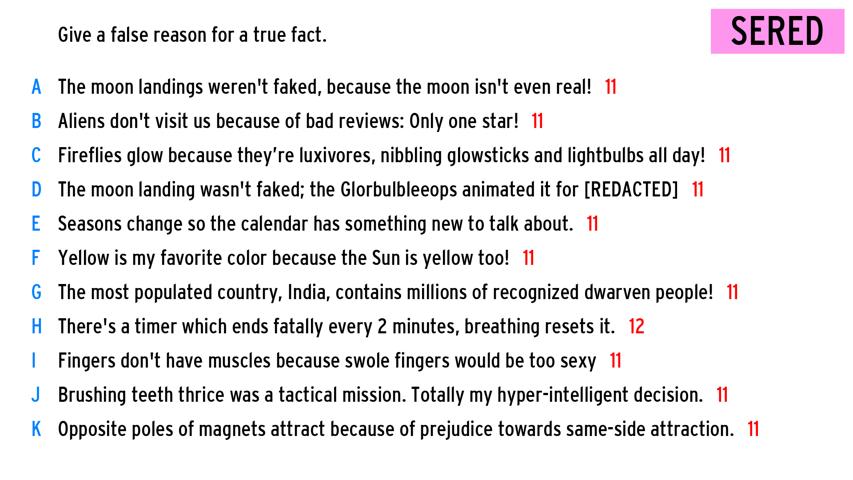 Give a false reason for a true fact.
SERED
A The moon landings weren't faked, because the moon isn't even real! 11
B Aliens don't visit us because of bad reviews: Only one star! 11
C Fireflies glow because they’re luxivores, nibbling glowsticks and lightbulbs all day! 11
D The moon landing wasn't faked; the Glorbulbleeops animated it for [REDACTED] 11
E Seasons change so the calendar has something new to talk about. 11
F Yellow is my favorite color because the Sun is yellow too! 11
G The most populated country, India, contains millions of recognized dwarven people! 11
H There's a timer which ends fatally every 2 minutes, breathing resets it. 12
I Fingers don't have muscles because swole fingers would be too sexy 11
J Brushing teeth thrice was a tactical mission. Totally my hyper-intelligent decision. 11
K Opposite poles of magnets attract because of prejudice towards same-side attraction. 11